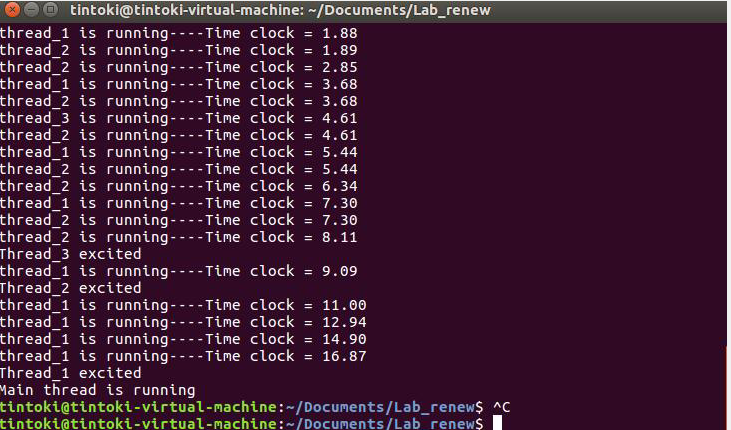 tintoki@tintoki-virtual-machine: ~/Documents/Lab_renew
thread_1 is running----Time clock = 1.88
thread_2 is running----Time clock = 1.89
thread_2 is running----Time clock = 2.85
thread_1 is running----Time clock = 3.68
thread_2 is running----Time clock = 3.68
thread_3 is running----Time clock = 4.61
thread_2 is running----Time clock = 4.61
thread_1 is running----Time clock = 5.44
thread_2 is running----Time clock = 5.44
thread_2 is running----Time clock = 6.34
thread_1 is running----Time clock = 7.30
thread_2 is running----Time clock = 7.30
thread_2 is running----Time clock = 8.11
Thread_3 excited
thread_1 is running----Time clock = 9.09
Thread_2 excited
thread_1 is running----Time clock = 11.00
thread_1 is running----Time clock = 12.94
thread_1 is running----Time clock = 14.90
thread_1 is running----Time clock = 16.87
Thread_1 excited
Main thread is running
tintoki@tintoki-virtual-machine:~/Documents/Lab_renew$ ^C
tintoki@tintoki-virtual-machine:~/Documents/Lab_renew$